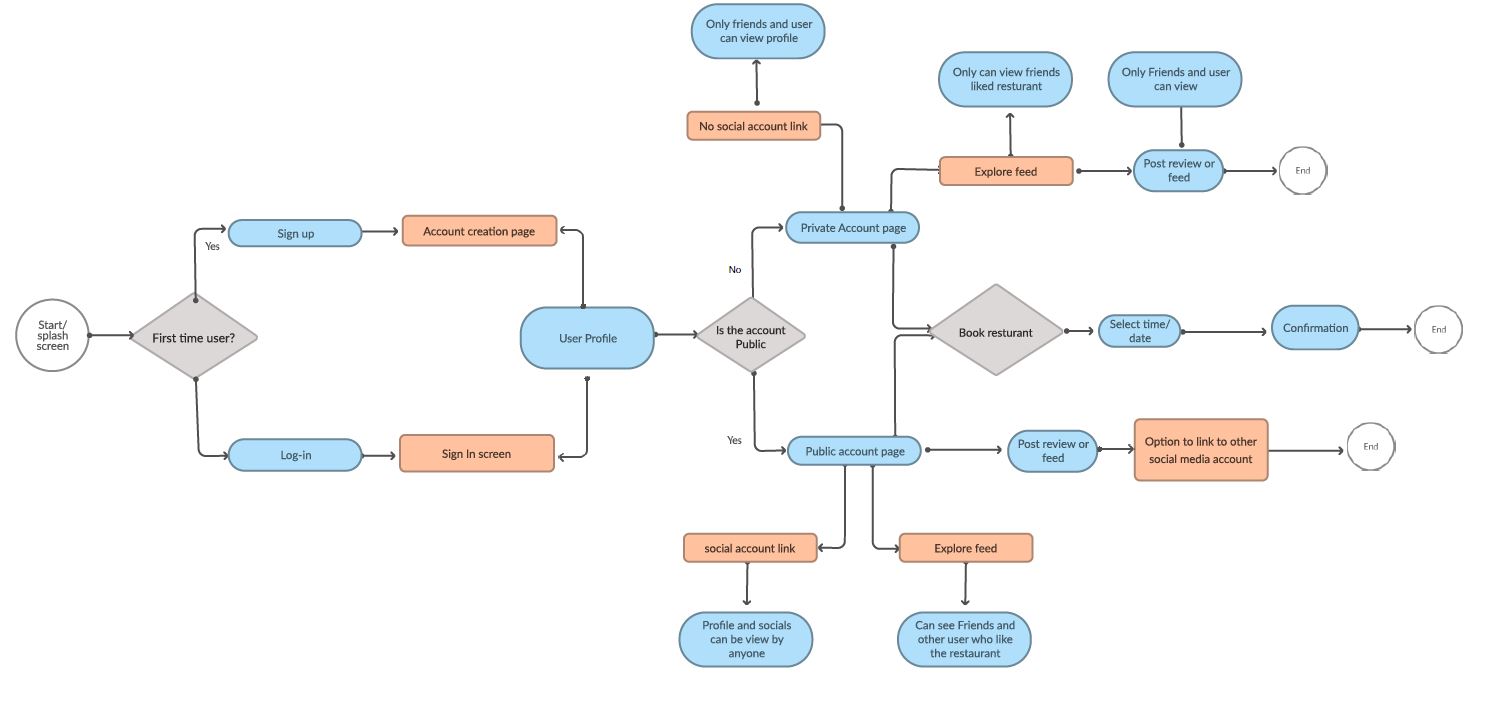 Only friends and user
can view profile
Only can view friends
liked resturant
Only Friends and user
can view
No social account link
Explore feed
Post review or
feed
End
Sign up
Account creation page
Private Account page
Yes
No
Start/
splash
screen
First time user?
User Profile
Is the account
Public
Book resturant
Select time/
date
Confirmation
End
Yes
Log-in
Sign In screen
Public account page
Post review or
feed
Option to link to other
social media account
End
social account link
Explore feed
Profile and socials
can be view by
anyone
Can see Friends and
other user who like
the restaurant